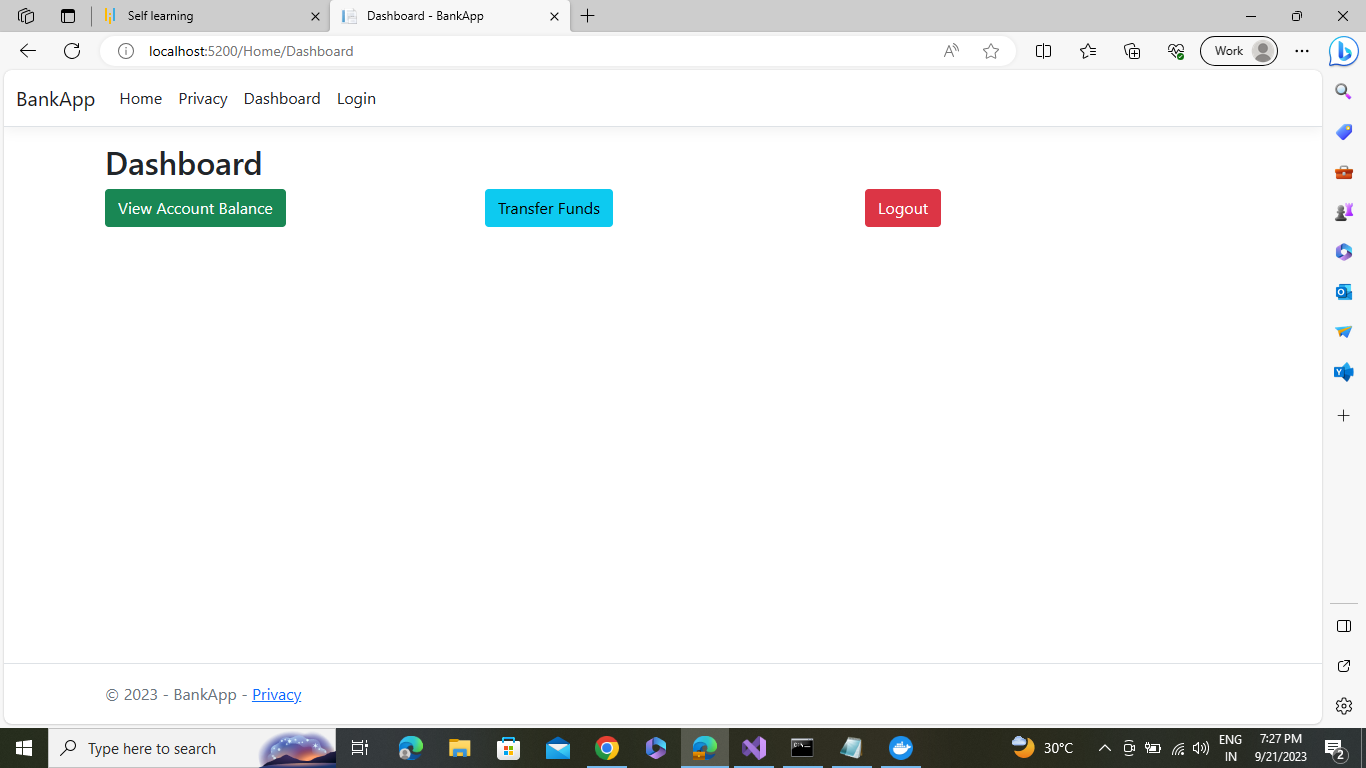 Self learning
Dashboard - BankApp
localhost:5200/Home/Dashboard
Work
BankApp Home Privacy Dashboard Login
Dashboard
View Account Balance Transfer Funds Logout
© 2023 - BankApp - Privacy
Type here to search
30°C
ENG
IN
7:27 PM
9/21/2023
2